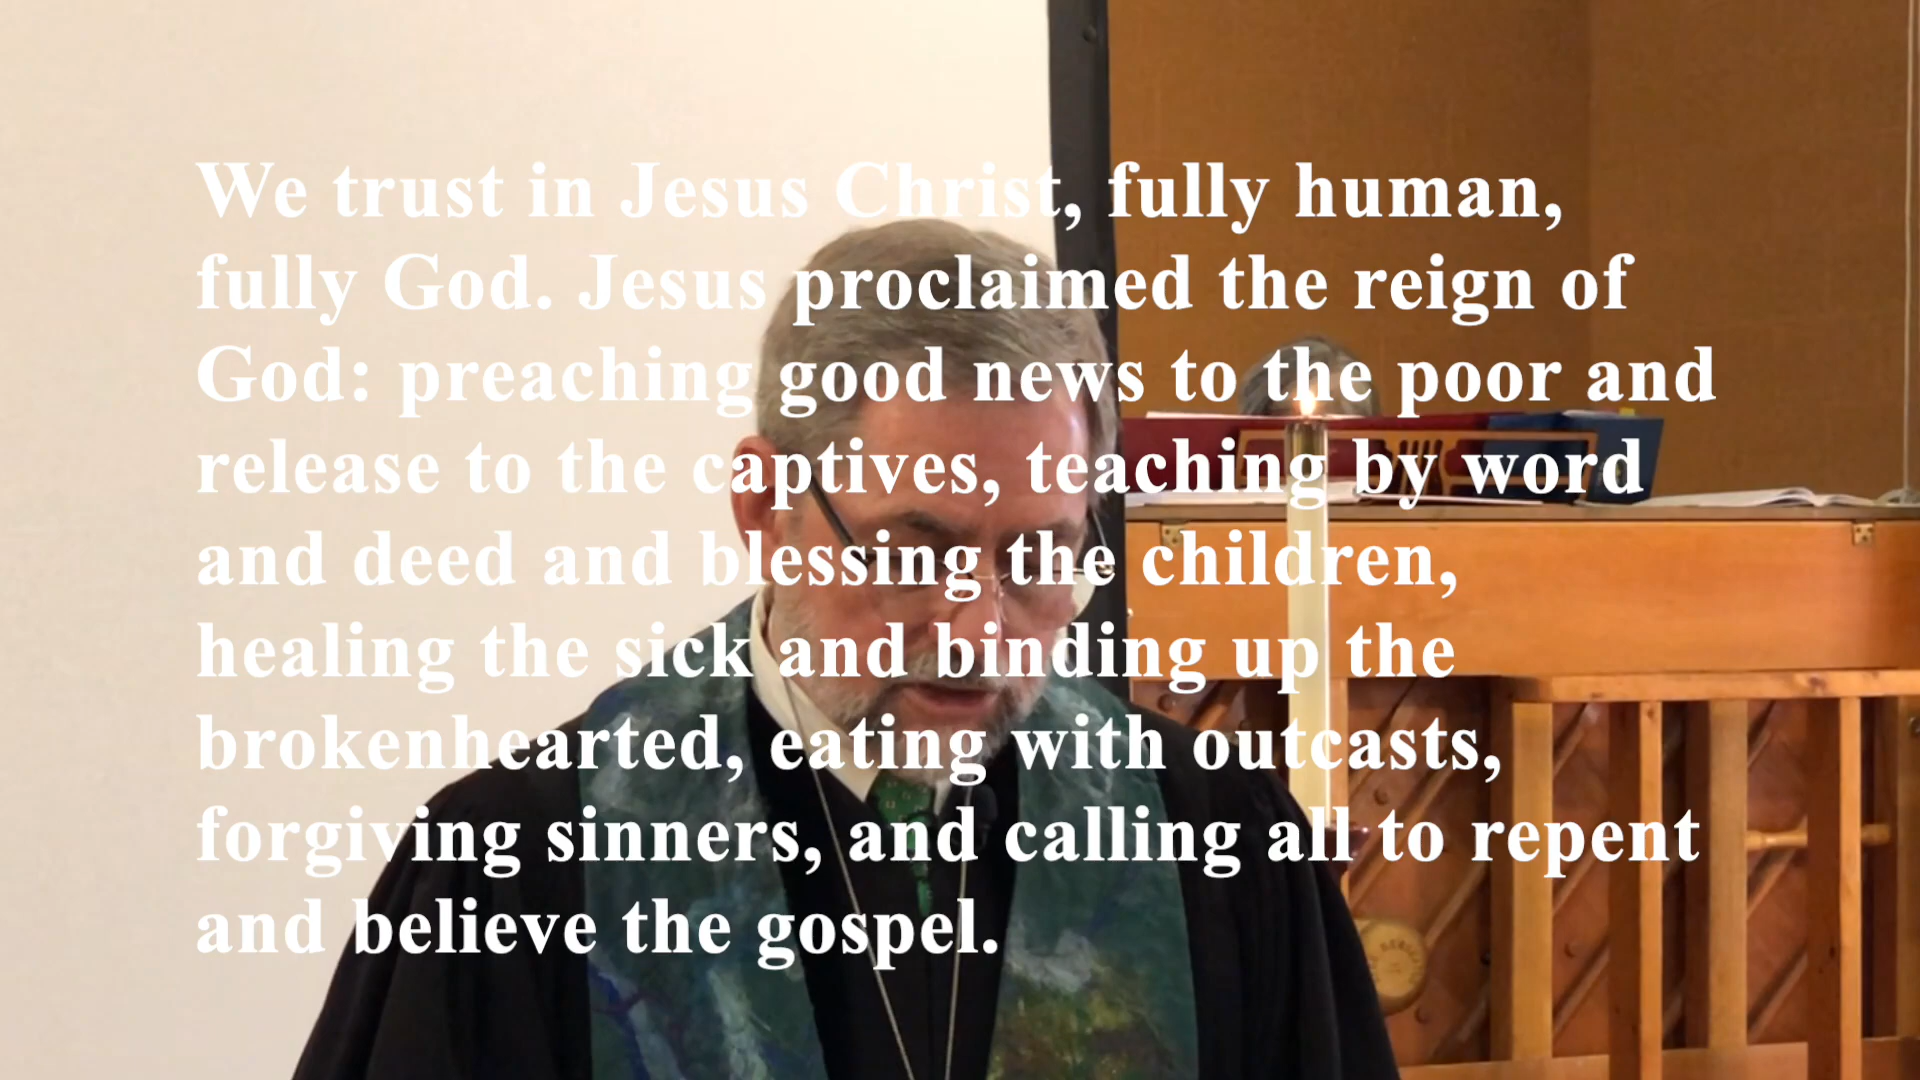 We trust in Jesus Christ, fully human,
fully God. Jesus proclaimed the reign of
God: preaching good news to the poor and
release to the captives, teaching by word
and deed and blessing the children,
healing the sick and binding up the
brokenhearted, eating with outcasts,
forgiving sinners, and calling all to repent
and believe the gospel.